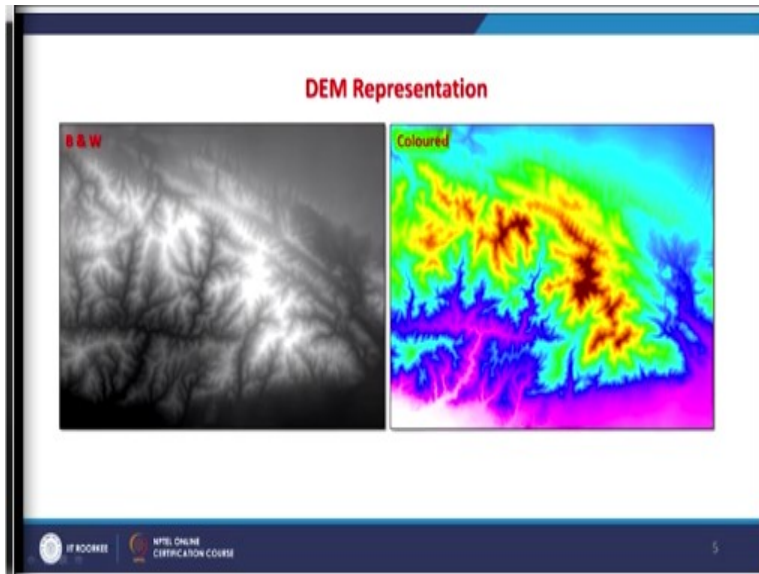 DEM Representation
B & W
Coloured
IIT ROORKEE
NPTEL ONLINE
CERTIFICATION COURSE
5